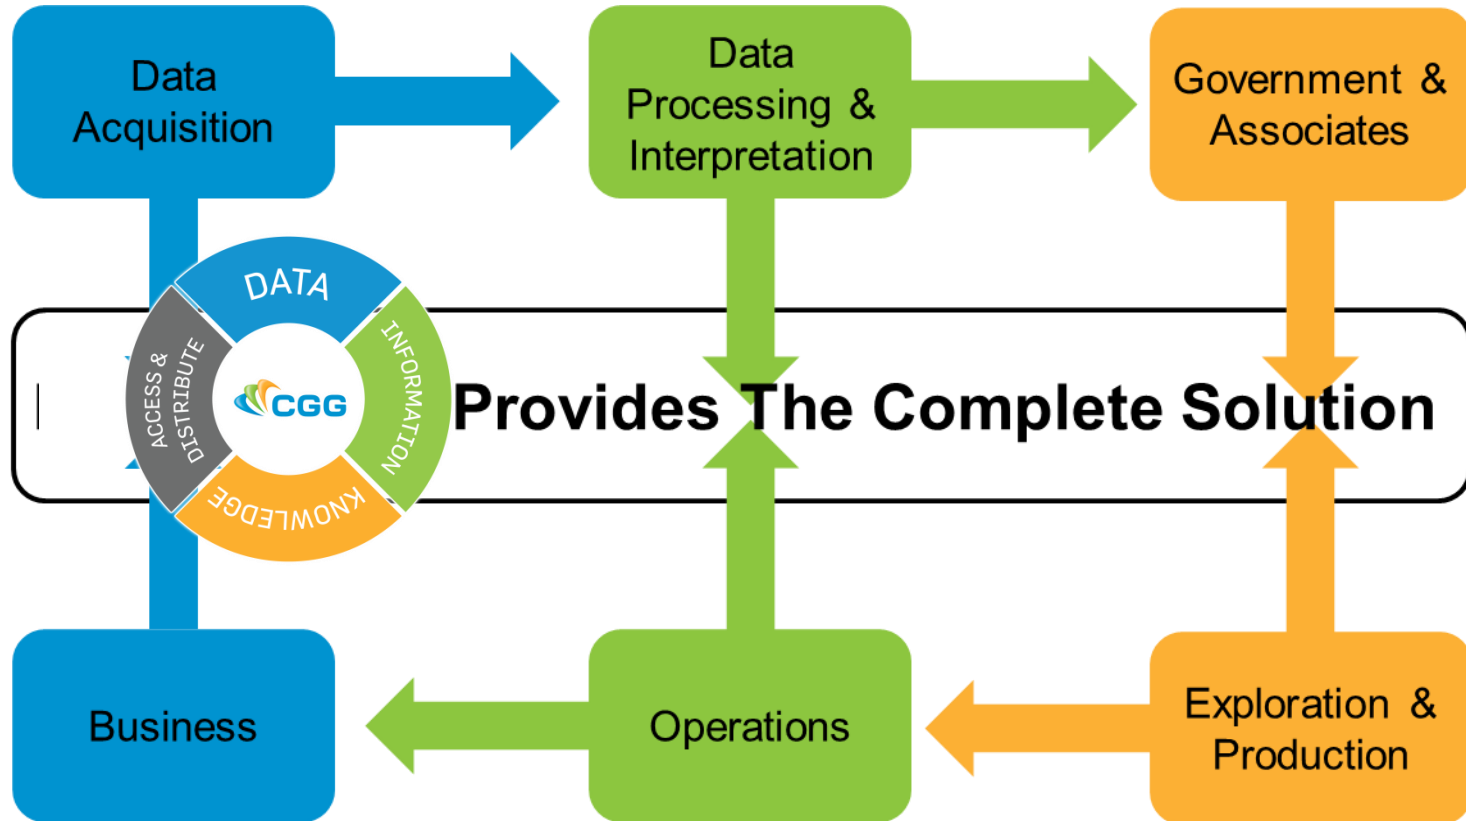 Data
Acquisition
Data
Processing &
Interpretation
Government &
Associates
DATA
INFORMATION
KNOWLEDGE
ACCESS &
DISTRIBUTE
CGG
Provides The Complete Solution
Business
Operations
Exploration &
Production